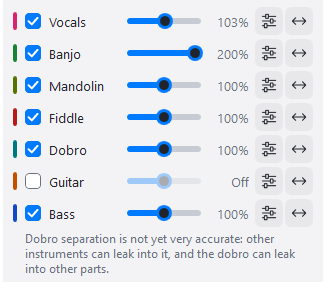 Vocals 103%
Banjo 200%
Mandolin 100%
Fiddle 100%
Dobro 100%
Guitar Off
Bass 100%
Dobro separation is not yet very accurate: other
instruments can leak into it, and the dobro can leak
into other parts.